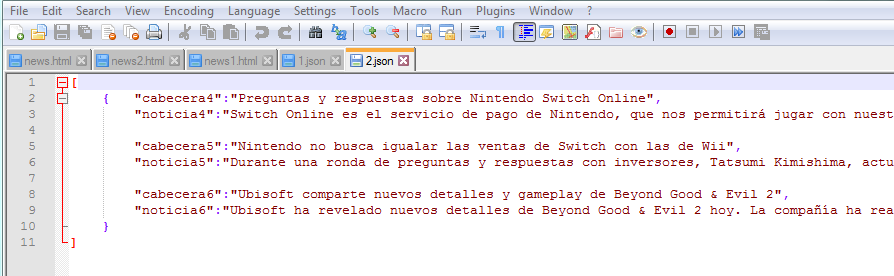 File Edit Search View Encoding Language Settings Tools Macro Run Plugins Window ?
news.html news2.html news1.html 1.json 2.json
1 [
2 { "cabecera4":"Preguntas y respuestas sobre Nintendo Switch Online",
3 "noticia4":"Switch Online es el servicio de pago de Nintendo, que nos permitirá jugar con nuest
4
5 "cabecera5":"Nintendo no busca igualar las ventas de Switch con las de Wii",
6 "noticia5":"Durante una ronda de preguntas y respuestas con inversores, Tatsumi Kimishima, actu
7
8 "cabecera6":"Ubisoft comparte nuevos detalles y gameplay de Beyond Good & Evil 2",
9 "noticia6":"Ubisoft ha revelado nuevos detalles de Beyond Good & Evil 2 hoy. La compañía ha rea
10 }
11 ]